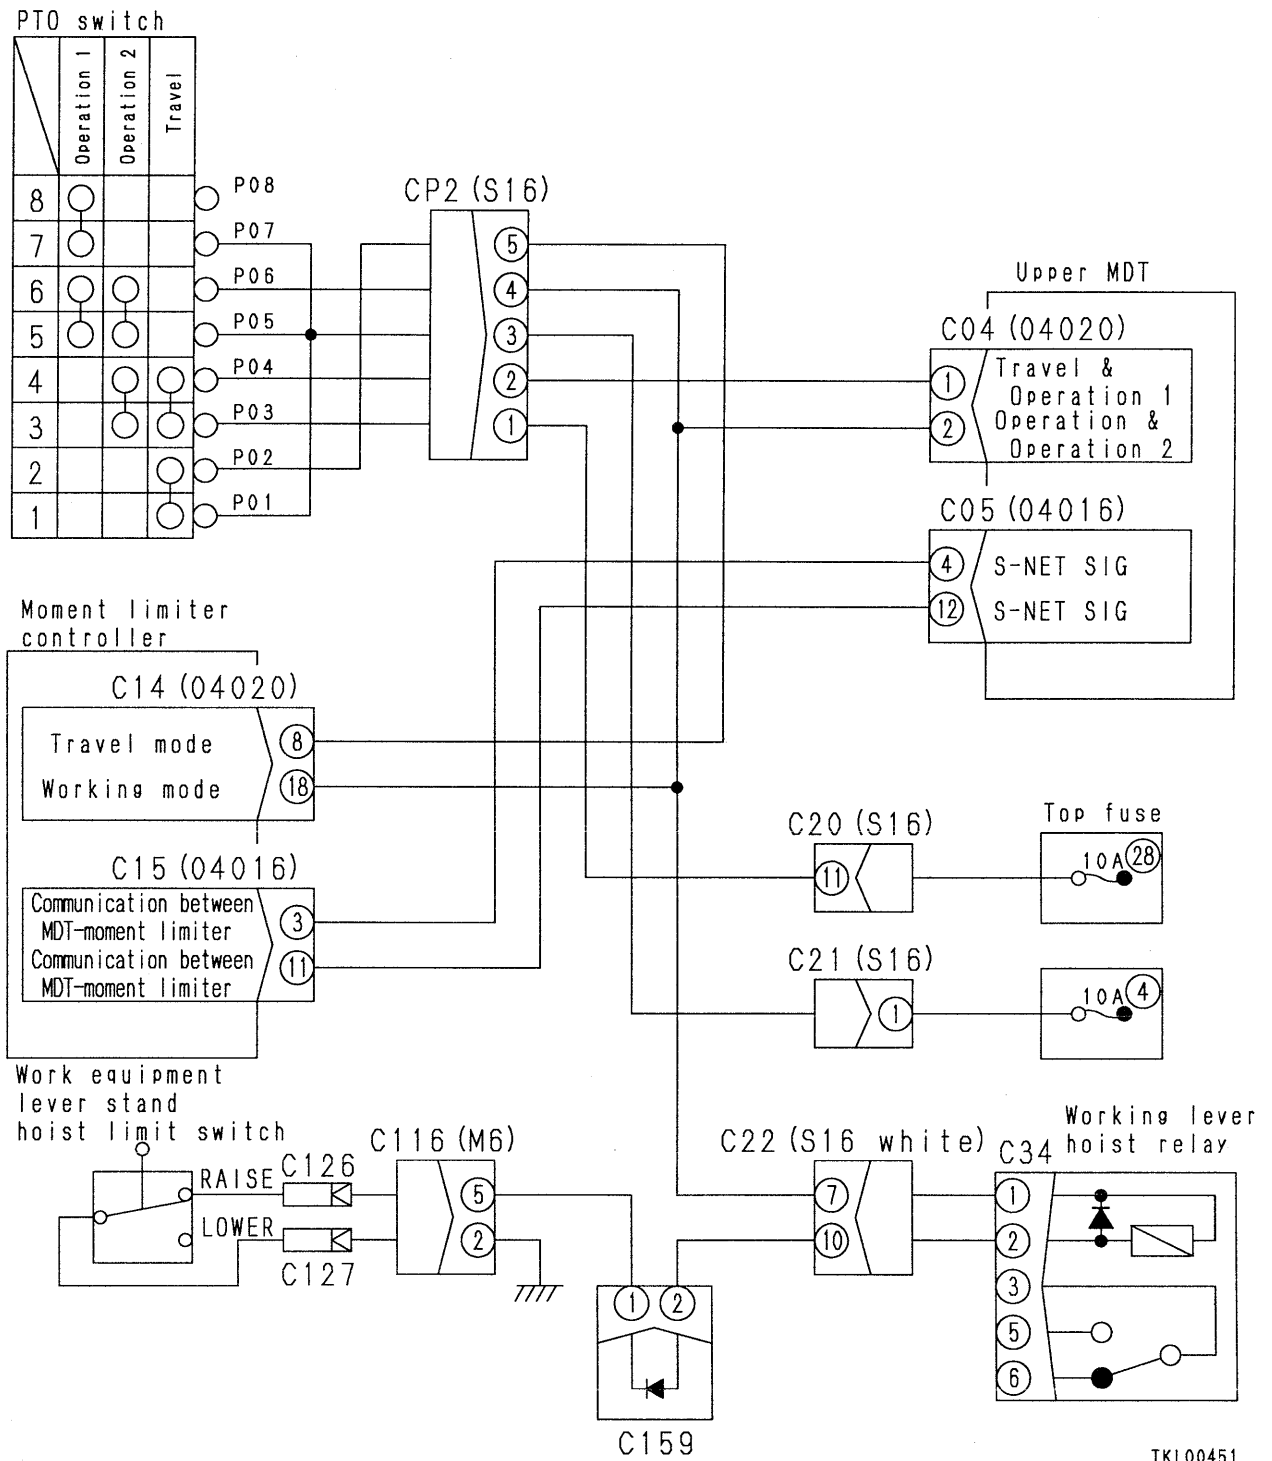 PTO switch
Operation 1
Operation 2
Travel
8
7
6
5
4
3
2
1
P08
P07
P06
P05
P04
P03
P02
P01
CP2 (S16)
5
4
3
2
1
Upper MDT
C04 (04020)
1 Travel &
Operation 1
2 Operation &
Operation 2
C05 (04016)
4 S-NET SIG
12 S-NET SIG
Moment limiter
controller
C14 (04020)
Travel mode 8
Working mode 18
C15 (04016)
Communication between
MDT-moment limiter 3
Communication between
MDT-moment limiter 11
C20 (S16)
11
Top fuse
10A 28
C21 (S16)
1
10A 4
Work equipment
lever stand
hoist limit switch
RAISE
LOWER
C126
C127
C116 (M6)
5
2
1 2
C159
C22 (S16 white)
7
10
Working lever
hoist relay
C34
1
2
3
5
6
TKL00451